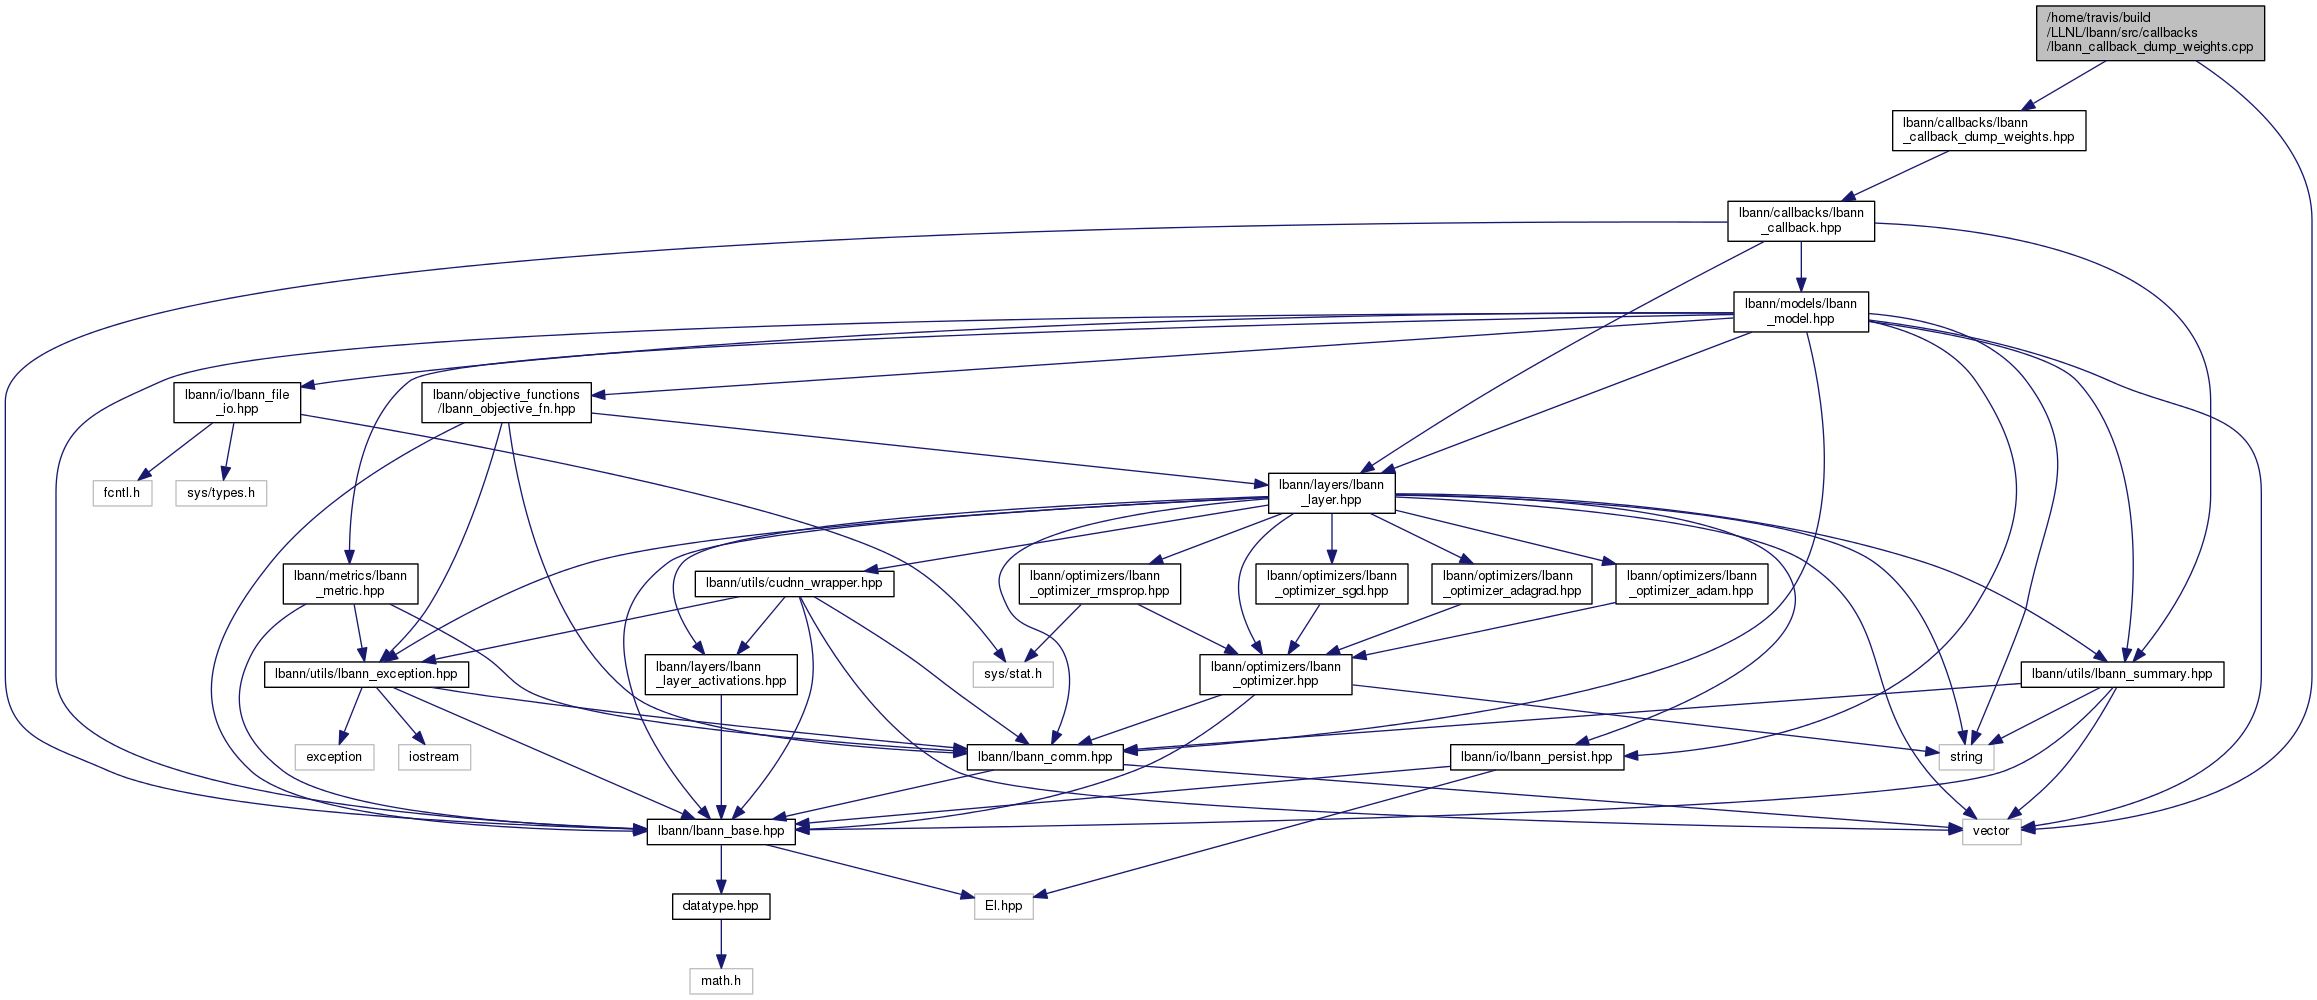 /home/travis/build
/LLNL/lbann/src/callbacks
/lbann_callback_dump_weights.cpp
lbann/callbacks/lbann
_callback_dump_weights.hpp
lbann/callbacks/lbann
_callback.hpp
lbann/models/lbann
_model.hpp
lbann/io/lbann_file
_io.hpp
lbann/objective_functions
/lbann_objective_fn.hpp
fcntl.h
sys/types.h
lbann/layers/lbann
_layer.hpp
lbann/metrics/lbann
_metric.hpp
lbann/utils/cudnn_wrapper.hpp
lbann/optimizers/lbann
_optimizer_rmsprop.hpp
lbann/optimizers/lbann
_optimizer_sgd.hpp
lbann/optimizers/lbann
_optimizer_adagrad.hpp
lbann/optimizers/lbann
_optimizer_adam.hpp
lbann/utils/lbann_exception.hpp
lbann/layers/lbann
_layer_activations.hpp
sys/stat.h
lbann/optimizers/lbann
_optimizer.hpp
lbann/utils/lbann_summary.hpp
exception
iostream
lbann/lbann_comm.hpp
lbann/io/lbann_persist.hpp
string
lbann/lbann_base.hpp
vector
datatype.hpp
El.hpp
math.h